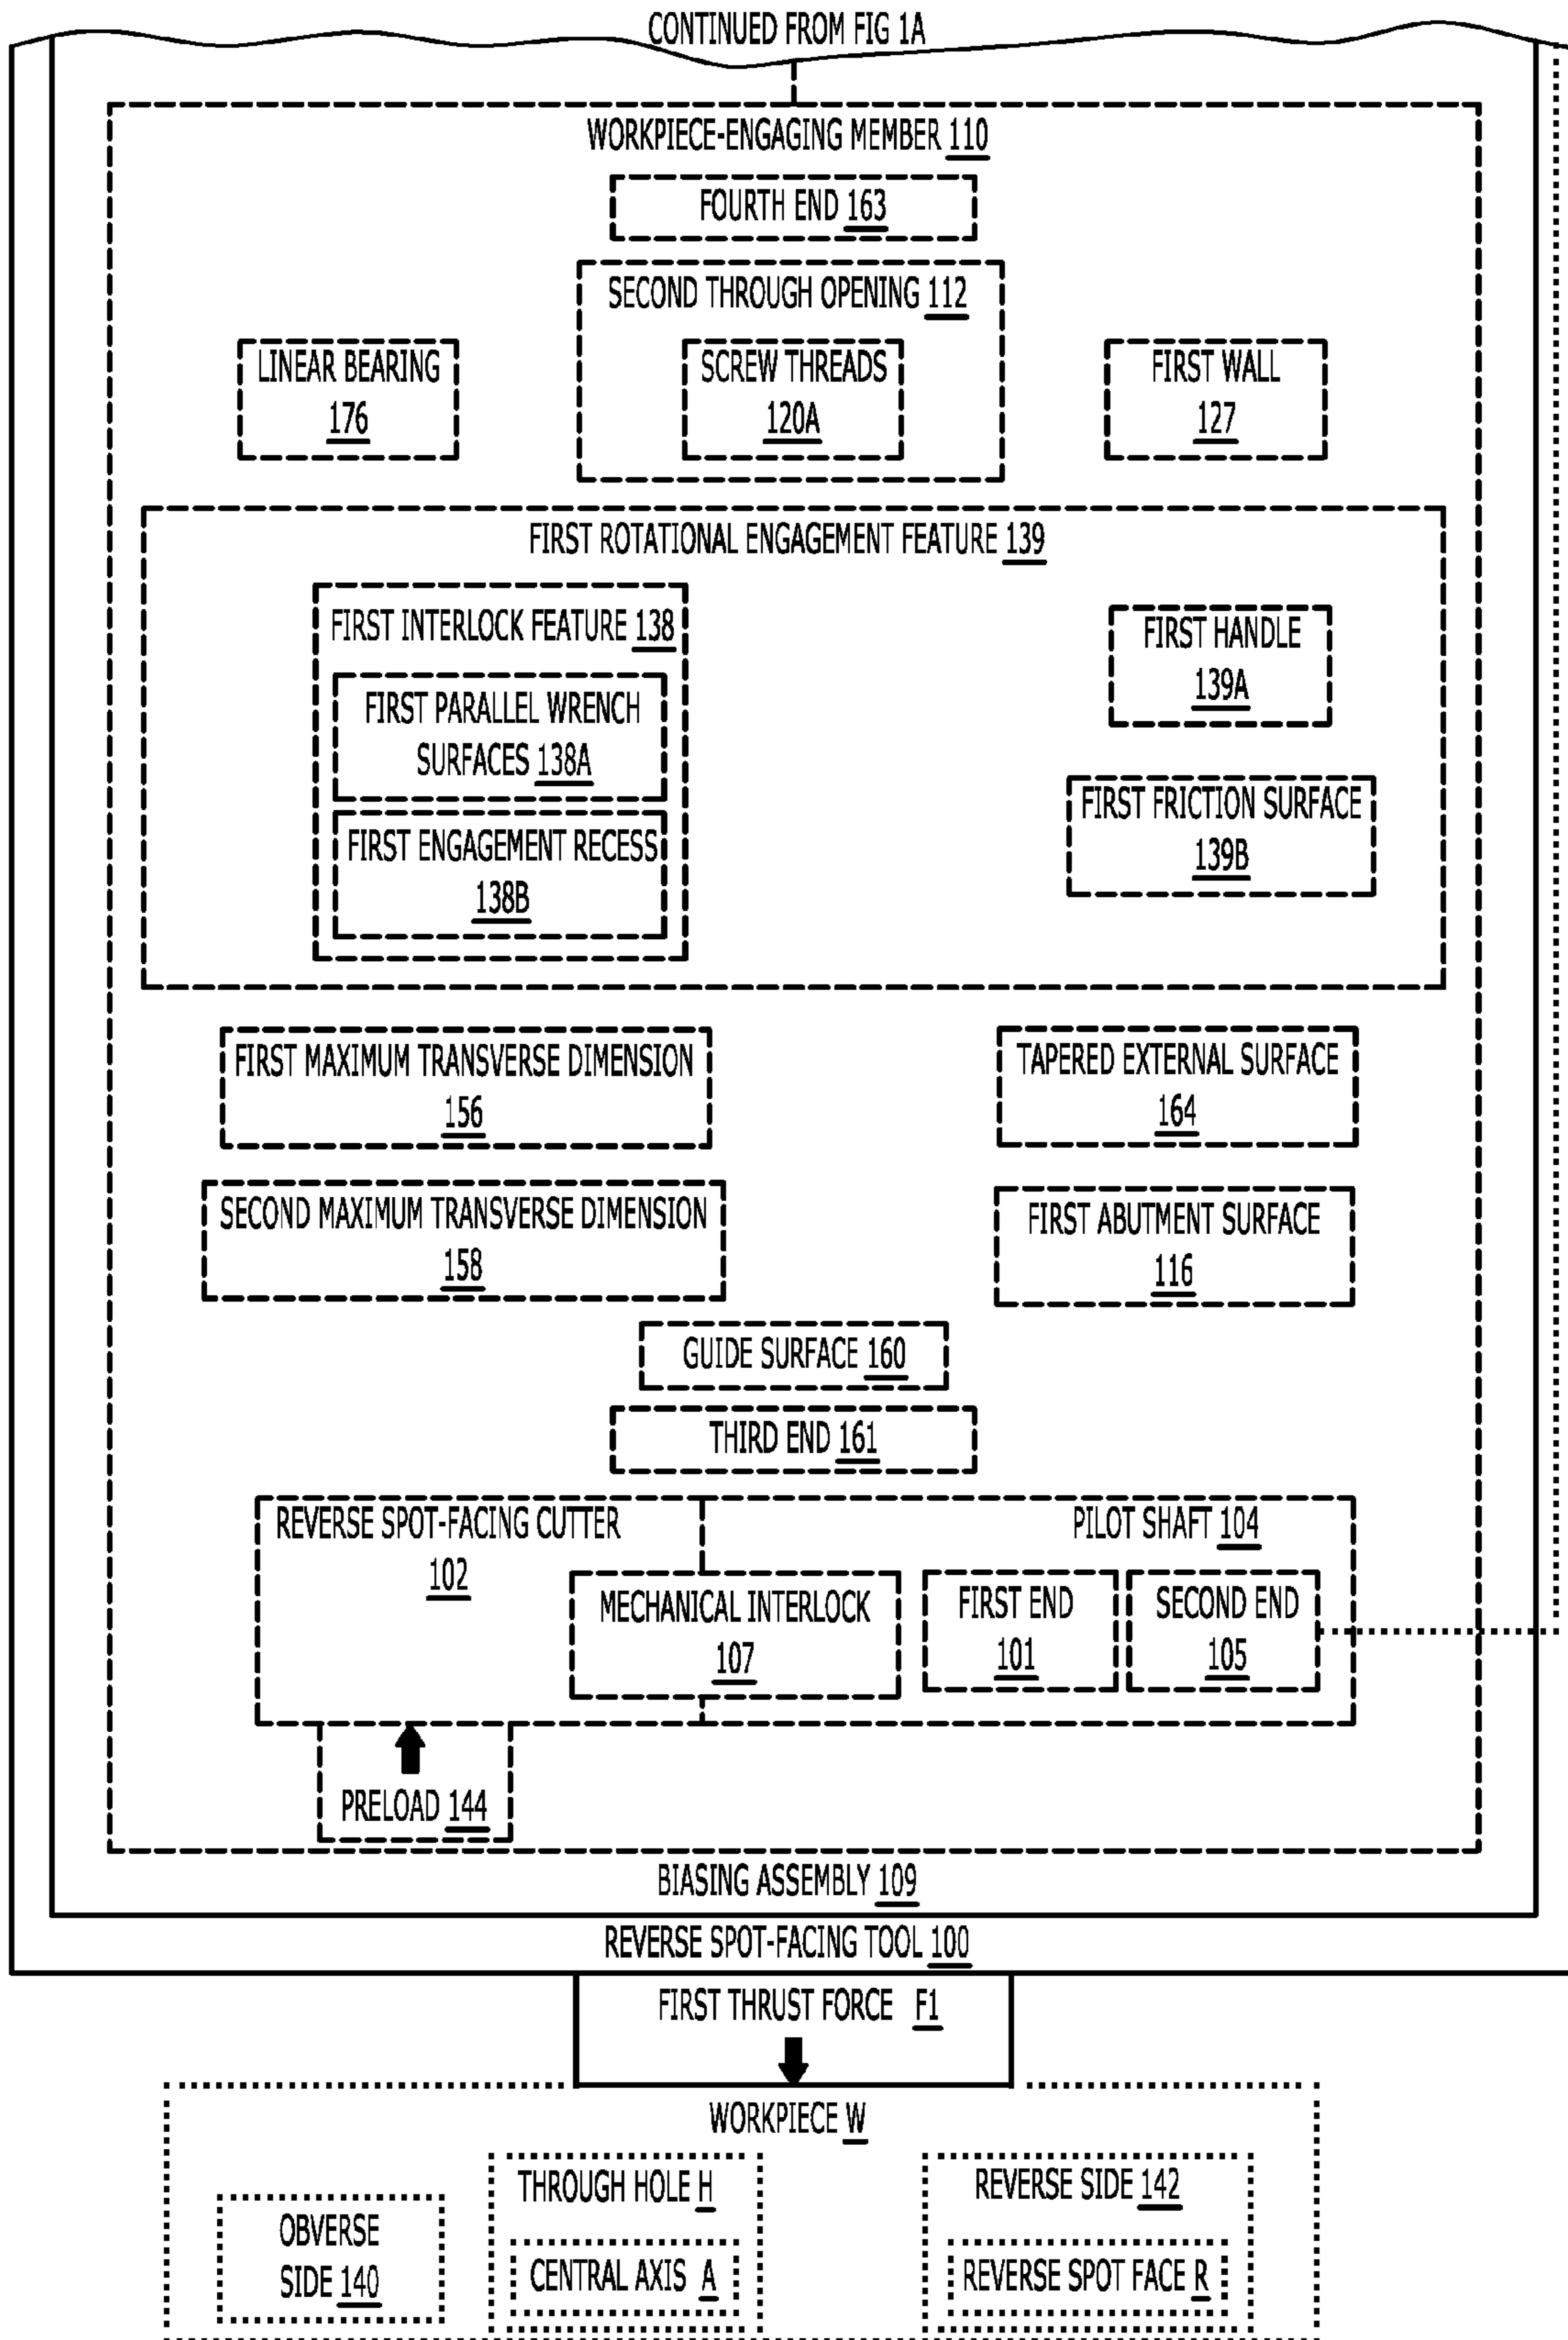 CONTINUED FROM FIG 1A
WORKPIECE-ENGAGING MEMBER 110
FOURTH END 163
SECOND THROUGH OPENING 112
LINEAR BEARING
176
SCREW THREADS
120A
FIRST WALL
127
FIRST ROTATIONAL ENGAGEMENT FEATURE 139
FIRST INTERLOCK FEATURE 138
FIRST PARALLEL WRENCH
SURFACES 138A
FIRST ENGAGEMENT RECESS
138B
FIRST HANDLE
139A
FIRST FRICTION SURFACE
139B
FIRST MAXIMUM TRANSVERSE DIMENSION
156
TAPERED EXTERNAL SURFACE
164
SECOND MAXIMUM TRANSVERSE DIMENSION
158
FIRST ABUTMENT SURFACE
116
GUIDE SURFACE 160
THIRD END 161
REVERSE SPOT-FACING CUTTER
102
PILOT SHAFT 104
MECHANICAL INTERLOCK
107
FIRST END
101
SECOND END
105
PRELOAD 144
BIASING ASSEMBLY 109
REVERSE SPOT-FACING TOOL 100
FIRST THRUST FORCE F1
WORKPIECE W
OBVERSE
SIDE 140
THROUGH HOLE H
CENTRAL AXIS A
REVERSE SIDE 142
REVERSE SPOT FACE R